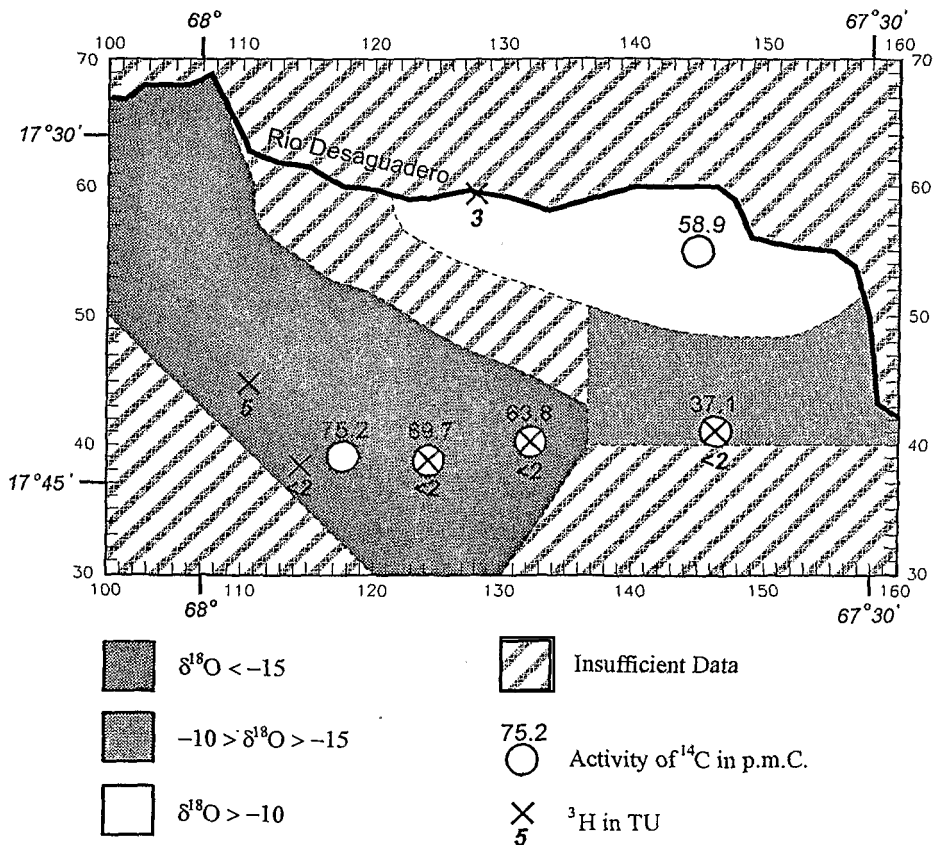 68° 67°30'
100 110 120 130 140 150 160
70 70
17°30'
Rio Desaguadero
60 60
3
58.9
50 50
5
75.2 69.7 63.8 37.1
40 40
<2 <2 <2 <2
17°45'
30 30
100 110 120 130 140 150 160
68° 67°30'
δ¹⁸O < −15
Insufficient Data
−10 > δ¹⁸O > −15
75.2
Activity of ¹⁴C in p.m.C.
δ¹⁸O > −10
³H in TU
5